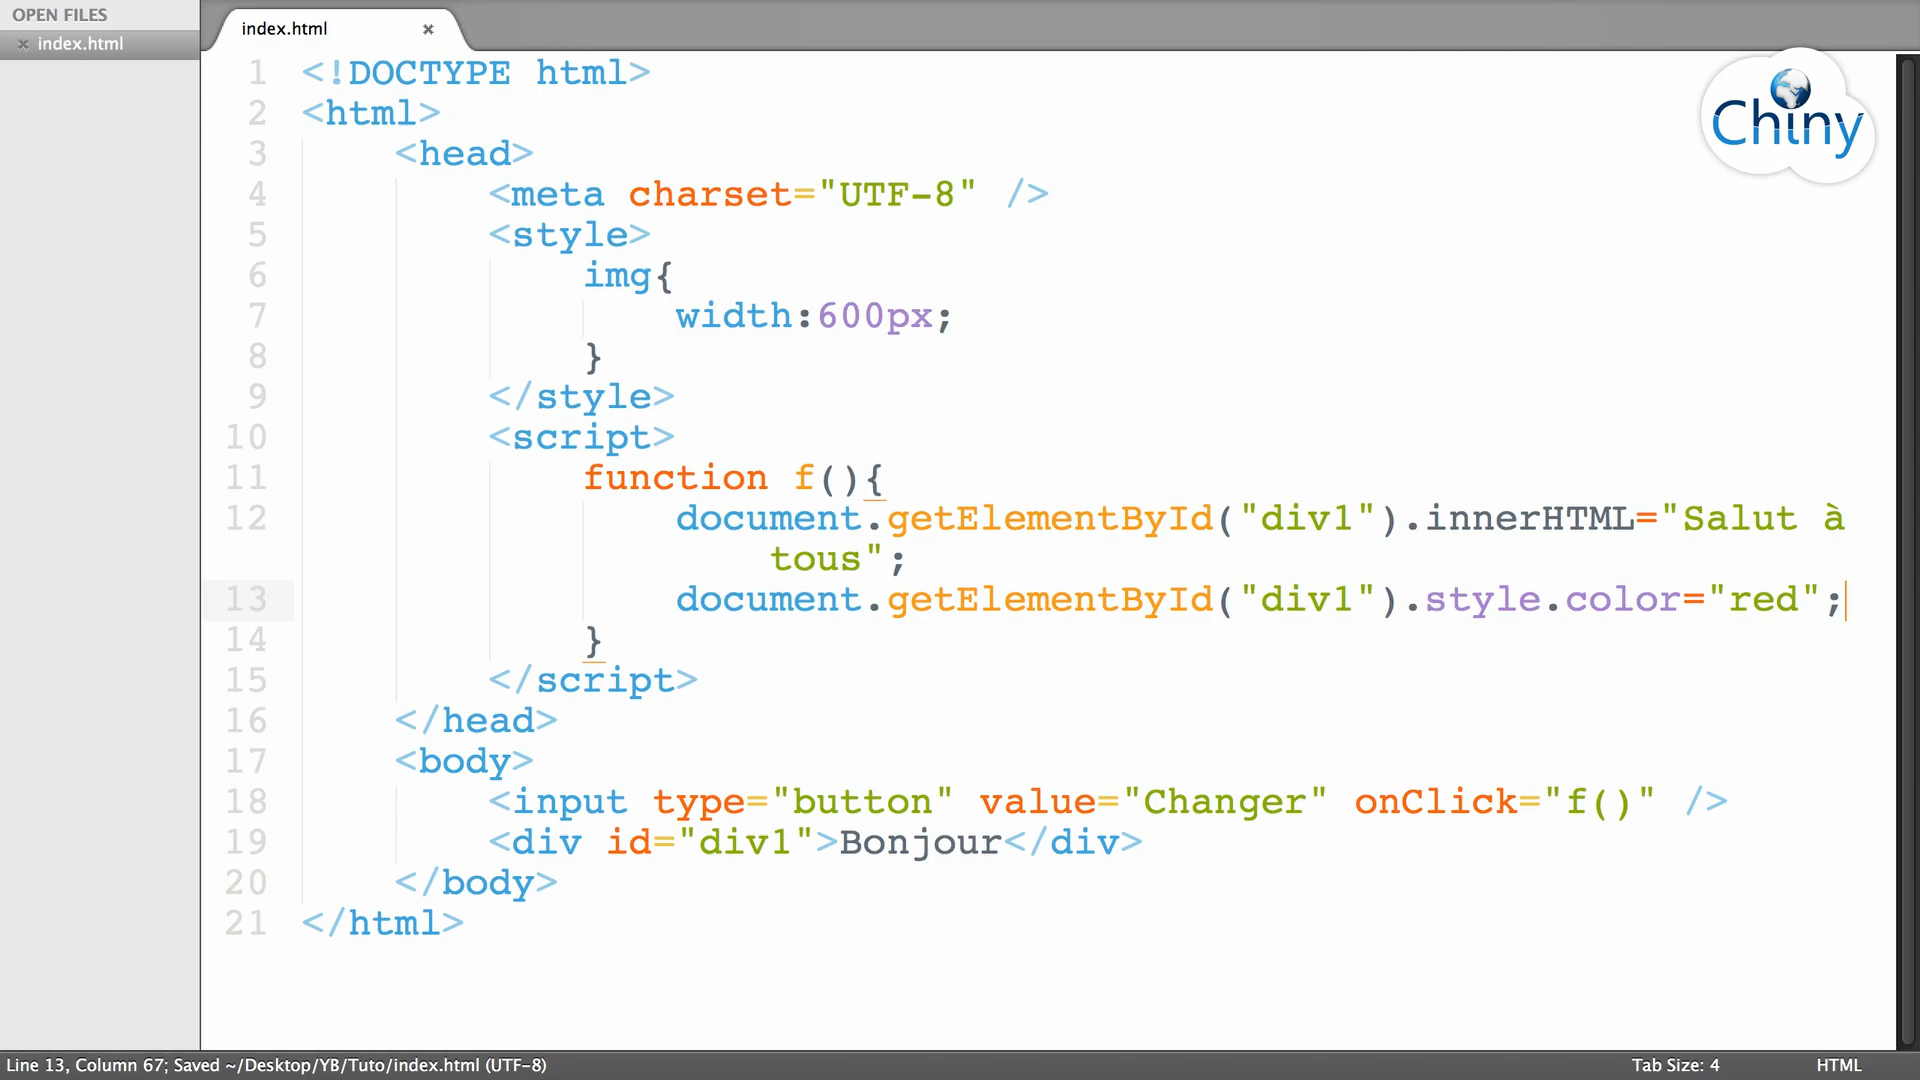 OPEN FILES
index.html
index.html
Chiny
1 <!DOCTYPE html>
2 <html>
3 <head>
4 <meta charset="UTF-8" />
5 <style>
6 img{
7 width:600px;
8 }
9 </style>
10 <script>
11 function f(){
12 document.getElementById("div1").innerHTML="Salut à
tous";
13 document.getElementById("div1").style.color="red";
14 }
15 </script>
16 </head>
17 <body>
18 <input type="button" value="Changer" onClick="f()" />
19 <div id="div1">Bonjour</div>
20 </body>
21 </html>
Line 13, Column 67; Saved ~/Desktop/YB/Tuto/index.html (UTF-8)
Tab Size: 4
HTML